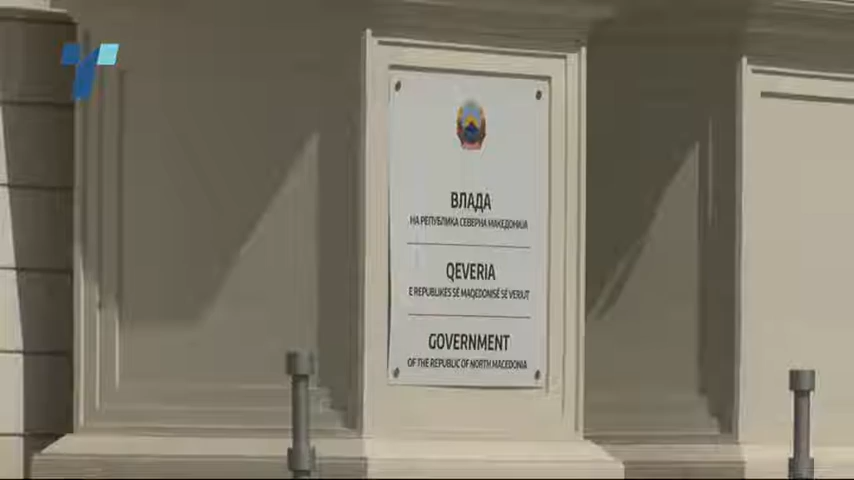 ВЛАДА
НА РЕПУБЛИКА СЕВЕРНА МАКЕДОНИЈА
QEVERIA
E REPUBLIKËS SË MAQEDONISË SË VERIUT
GOVERNMENT
OF THE REPUBLIC OF NORTH MACEDONIA